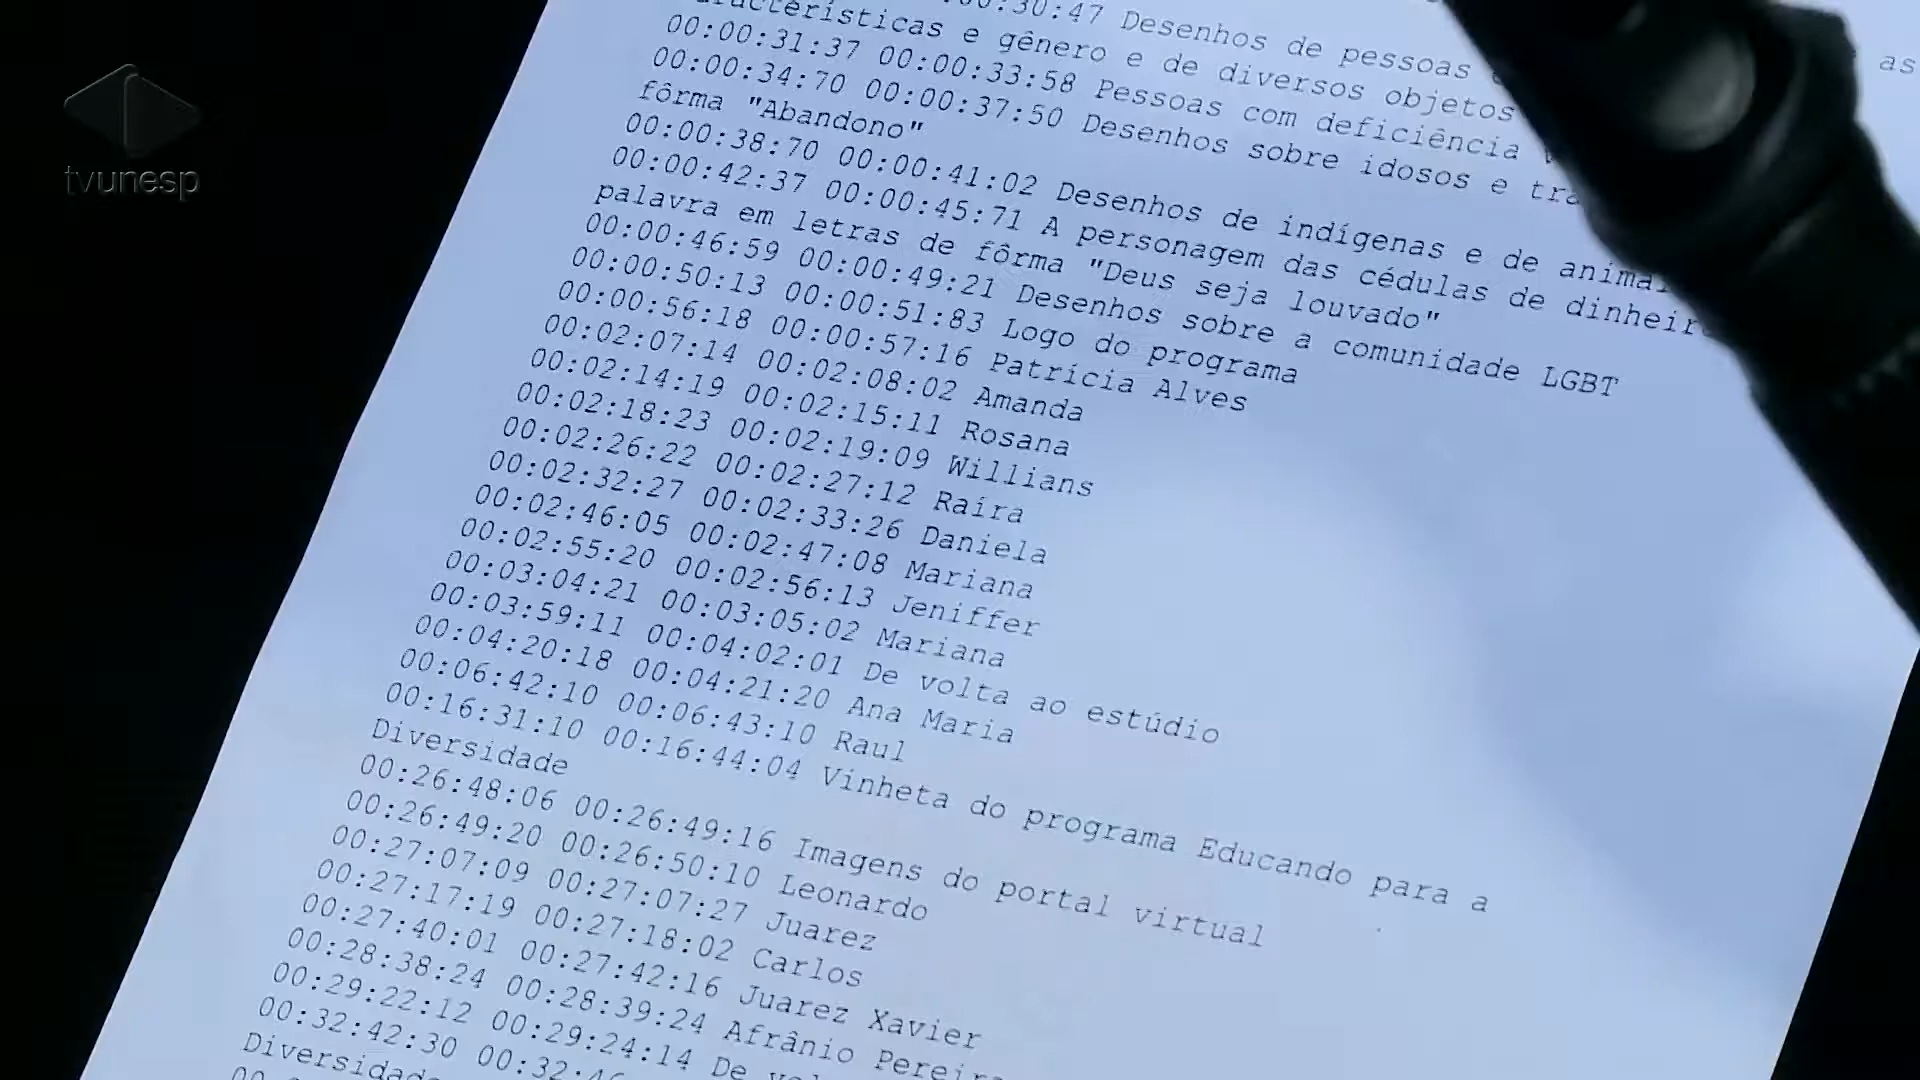 tvunesp
00:30:47 Desenhos de pessoas as
características e gênero e de diversos objetos
00:00:31:37 00:00:33:58 Pessoas com deficiência
00:00:34:70 00:00:37:50 Desenhos sobre idosos e
fôrma "Abandono"
00:00:38:70 00:00:41:02 Desenhos de indígenas e de
00:00:42:37 00:00:45:71 A personagem das cédulas de
palavra em letras de fôrma "Deus seja louvado"
00:00:46:59 00:00:49:21 Desenhos sobre a comunidade LGBT
00:00:50:13 00:00:51:83 Logo do programa
00:00:56:18 00:00:57:16 Patrícia Alves
00:02:07:14 00:02:08:02 Amanda
00:02:14:19 00:02:15:11 Rosana
00:02:18:23 00:02:19:09 Willians
00:02:26:22 00:02:27:12 Raíra
00:02:32:27 00:02:33:26 Daniela
00:02:46:05 00:02:47:08 Mariana
00:02:55:20 00:02:56:13 Jeniffer
00:03:04:21 00:03:05:02 Mariana
00:03:59:11 00:04:02:01 De volta ao estúdio
00:04:20:18 00:04:21:20 Ana Maria
00:06:42:10 00:06:43:10 Raul
00:16:31:10 00:16:44:04 Vinheta do programa Educando para a
Diversidade
00:26:48:06 00:26:49:16 Imagens do portal virtual
00:26:49:20 00:26:50:10 Leonardo
00:27:07:09 00:27:07:27 Juarez
00:27:17:19 00:27:18:02 Carlos
00:27:40:01 00:27:42:16 Juarez Xavier
00:28:38:24 00:28:39:24 Afrânio Pereira
00:29:22:12 00:29:24:14 De
00:32:42:30 00:32:
Diversidade